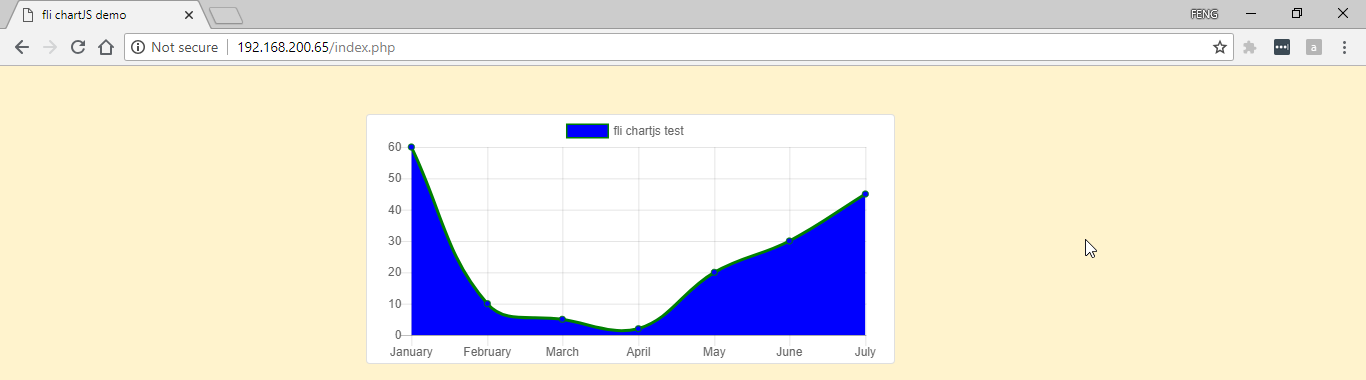 fli chartJS demo
FENG
Not secure 192.168.200.65/index.php
a
fli chartjs test
60
50
40
30
20
10
0
January February March April May June July